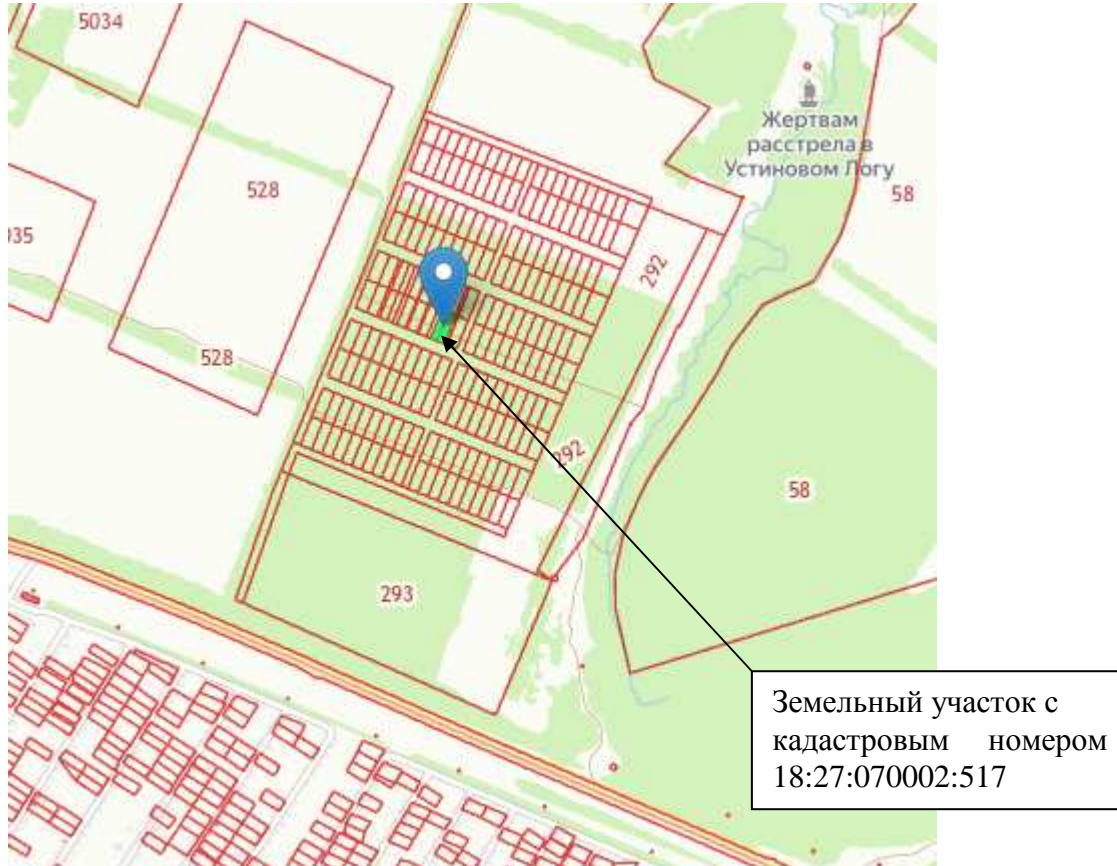 5034
Жертвам
расстрела в
Устиновом Логу
528
58
035
292
528
292
58
293
Земельный участок с
кадастровым номером
18:27:070002:517